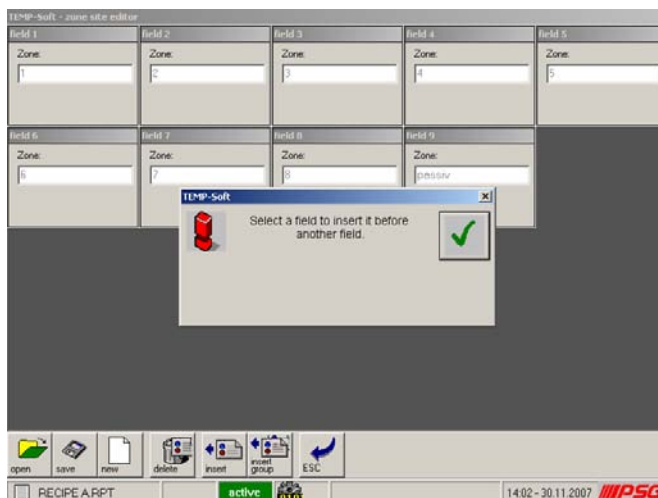 TEMP-Soft - zone site editor
field 1 field 2 field 3 field 4 field 5
Zone: Zone: Zone: Zone: Zone:
1 2 3 4 5
field 6 field 7 field 8 field 9
Zone: Zone: Zone: Zone:
6 7 8 passiv
TEMP-Soft
Select a field to insert it before
another field.
open save new delete insert insert group ESC
RECIPE A.RPT active 14:02 - 30.11.2007 PSG